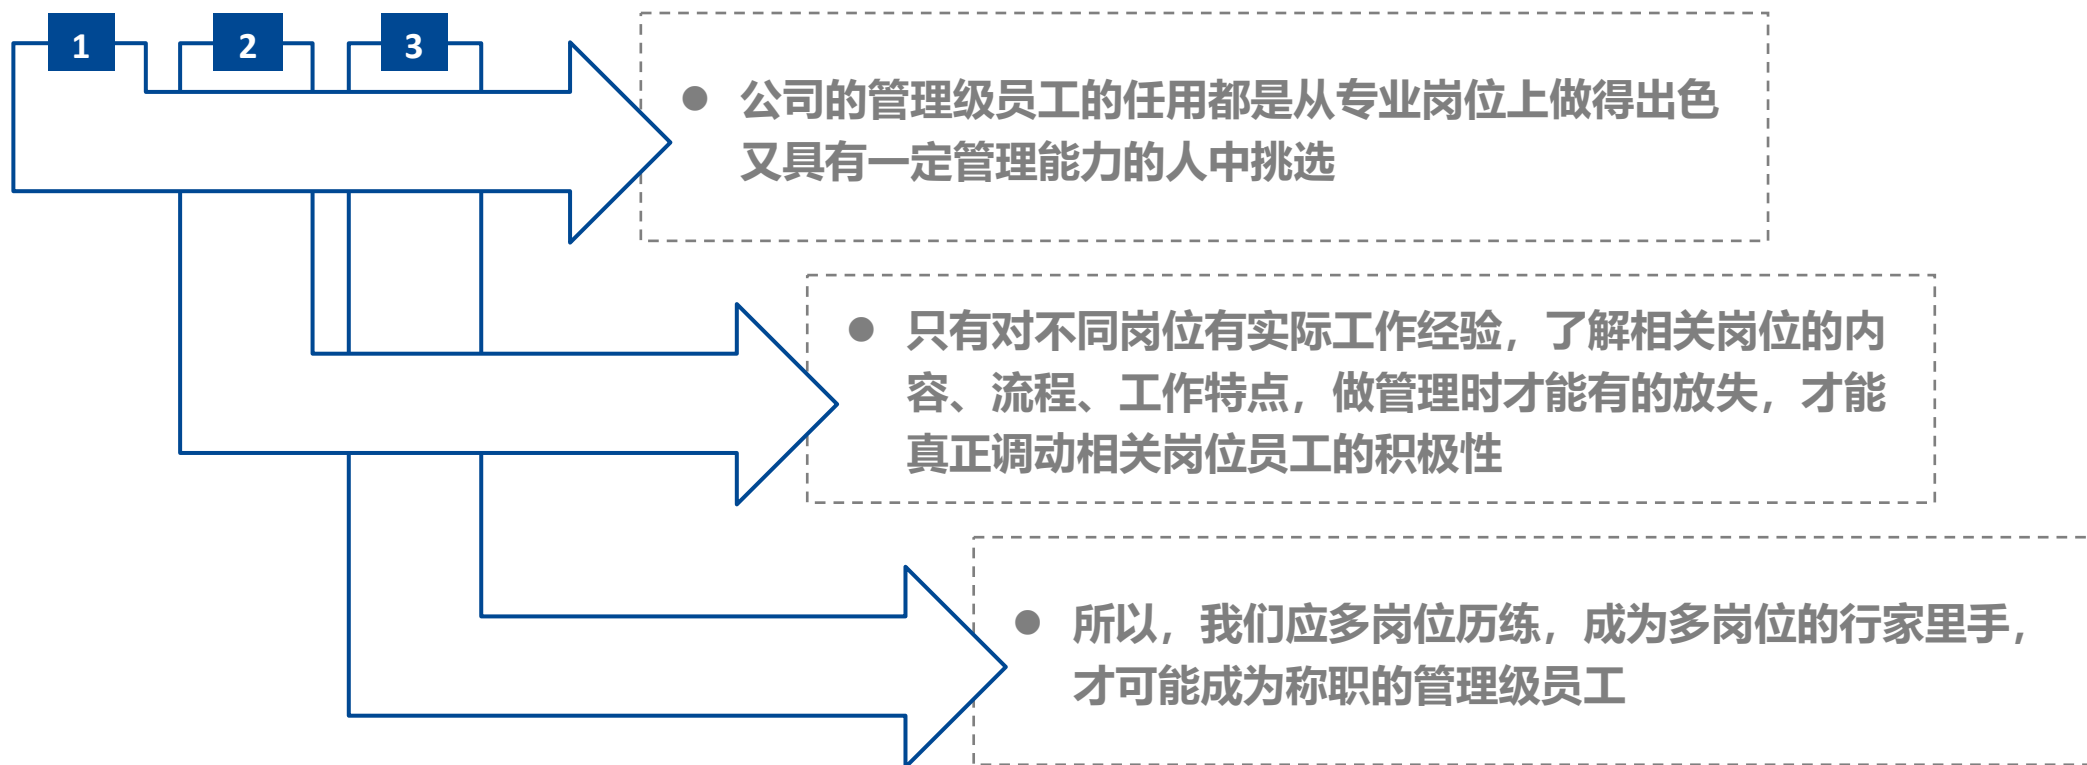 1
2
3
公司的管理级员工的任用都是从专业岗位上做得出色
又具有一定管理能力的人中挑选
只有对不同岗位有实际工作经验，了解相关岗位的内
容、流程、工作特点，做管理时才能有的放失，才能
真正调动相关岗位员工的积极性
所以，我们应多岗位历练，成为多岗位的行家里手，
才可能成为称职的管理级员工